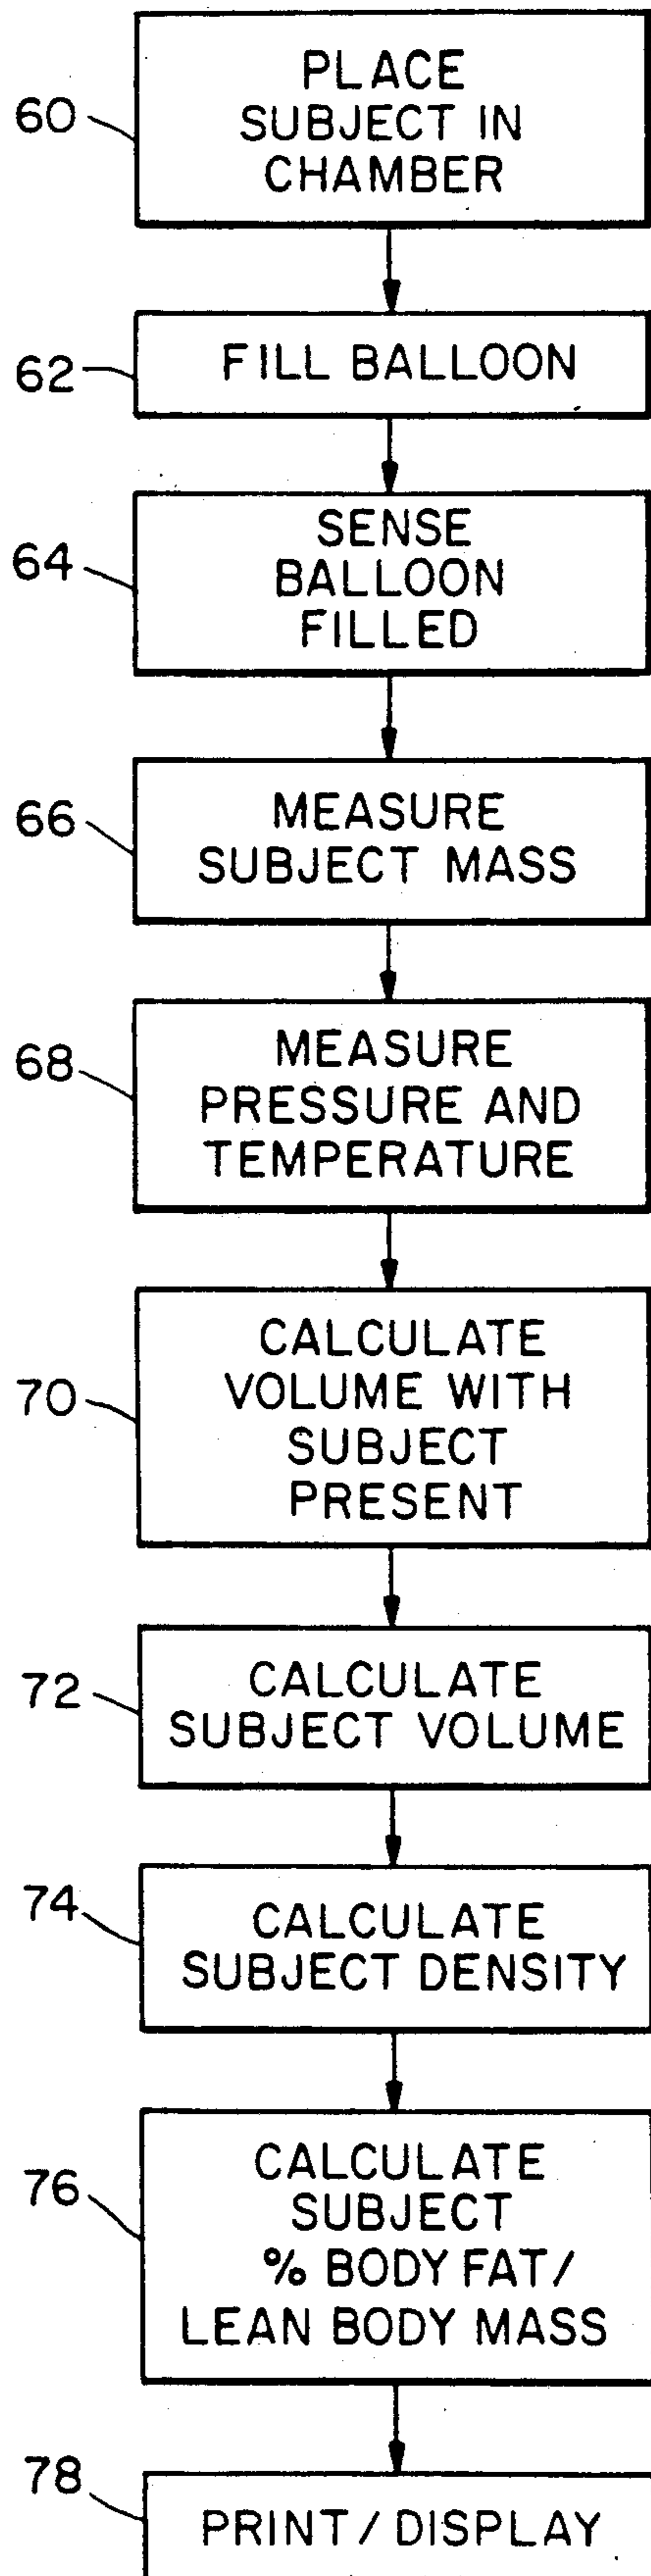 60
PLACE
SUBJECT IN
CHAMBER
62
FILL BALLOON
64
SENSE
BALLOON
FILLED
66
MEASURE
SUBJECT MASS
68
MEASURE
PRESSURE AND
TEMPERATURE
70
CALCULATE
VOLUME WITH
SUBJECT
PRESENT
72
CALCULATE
SUBJECT VOLUME
74
CALCULATE
SUBJECT DENSITY
76
CALCULATE
SUBJECT
% BODY FAT/
LEAN BODY MASS
78
PRINT/DISPLAY